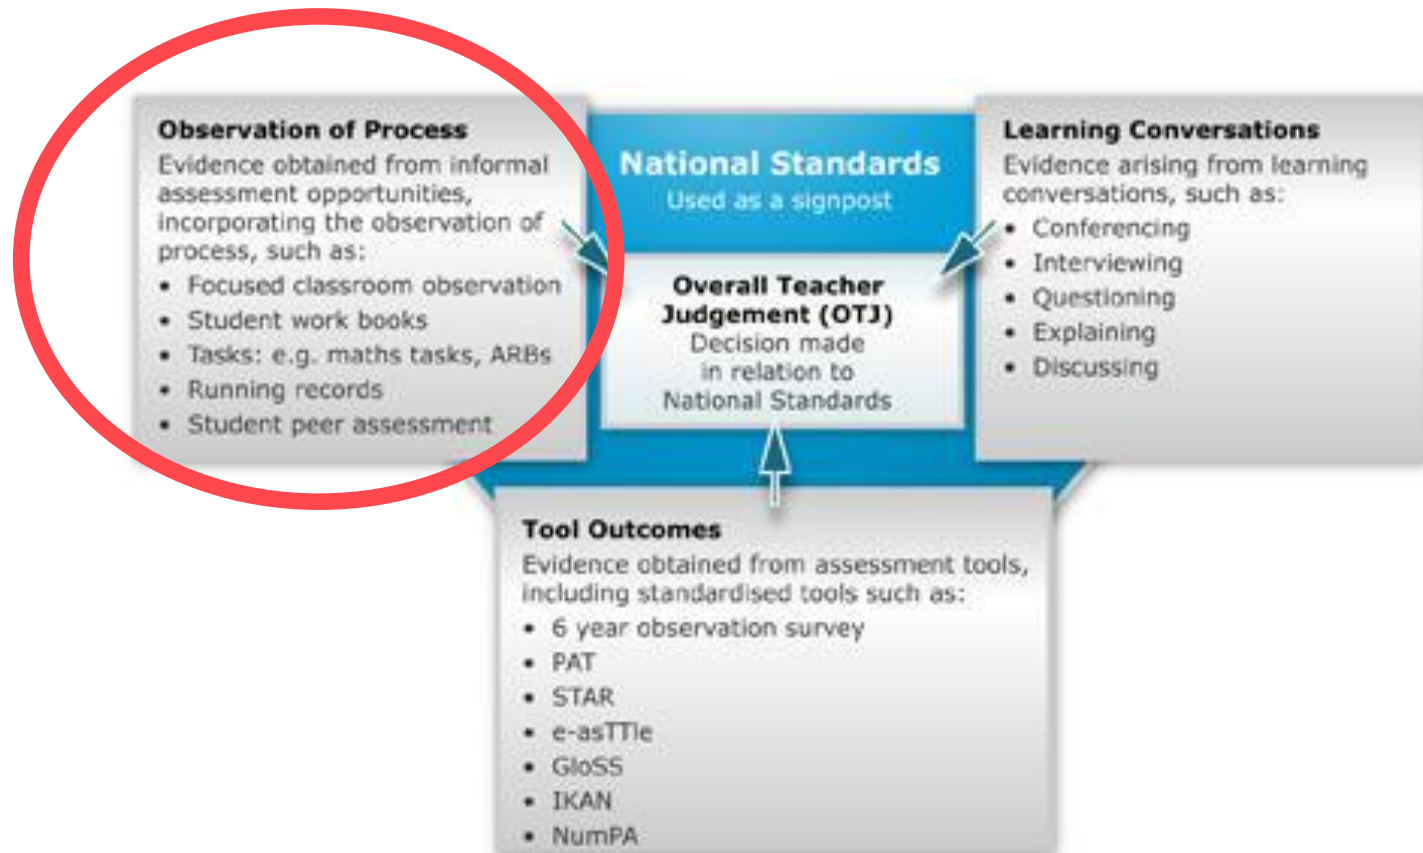 Observation of Process
Evidence obtained from informal
assessment opportunities,
incorporating the observation of
process, such as:
• Focused classroom observation
• Student work books
• Tasks: e.g. maths tasks, ARBs
• Running records
• Student peer assessment
National Standards
Used as a signpost
Overall Teacher
Judgement (OTJ)
Decision made
in relation to
National Standards
Learning Conversations
Evidence arising from learning
conversations, such as:
• Conferencing
• Interviewing
• Questioning
• Explaining
• Discussing
Tool Outcomes
Evidence obtained from assessment tools,
including standardised tools such as:
• 6 year observation survey
• PAT
• STAR
• e-asTTle
• GloSS
• IKAN
• NumPA